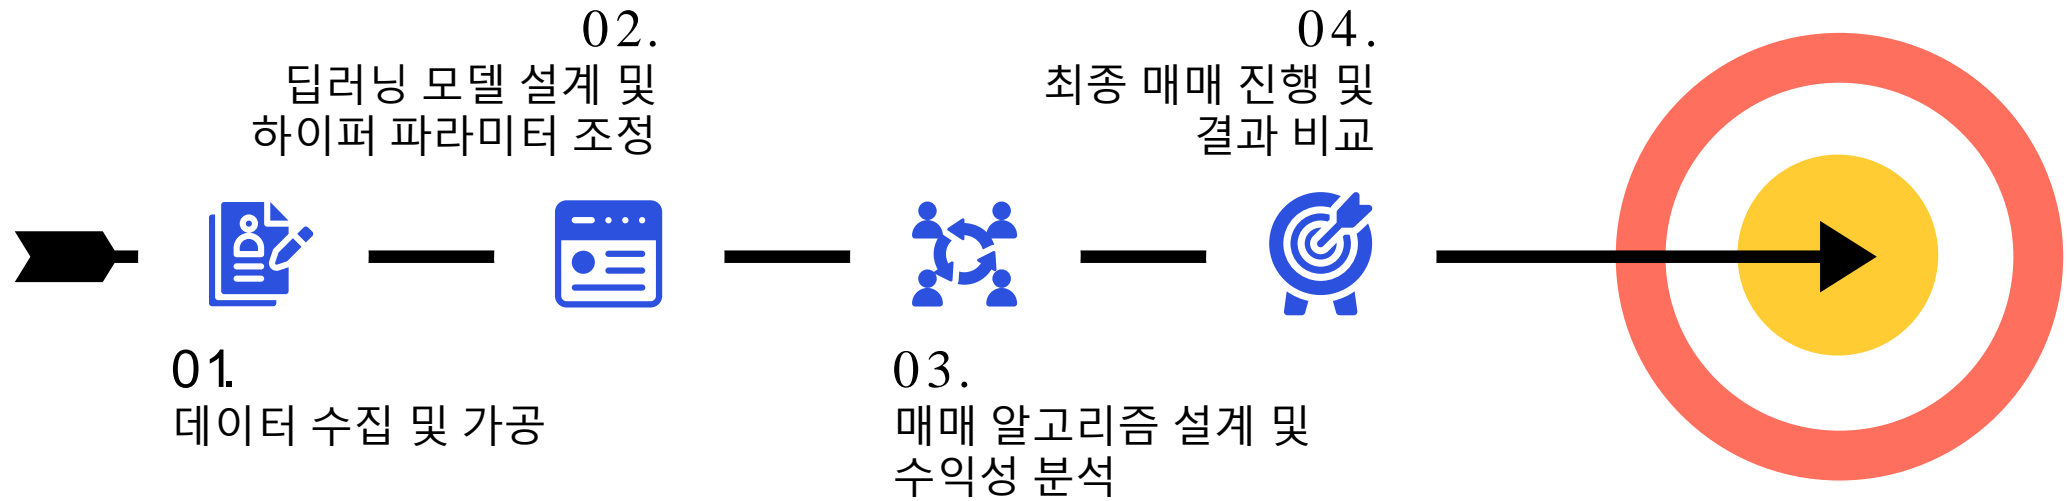 01.
데이터 수집 및 가공
02.
딥러닝 모델 설계 및
하이퍼 파라미터 조정
03.
매매 알고리즘 설계 및
수익성 분석
04.
최종 매매 진행 및
결과 비교